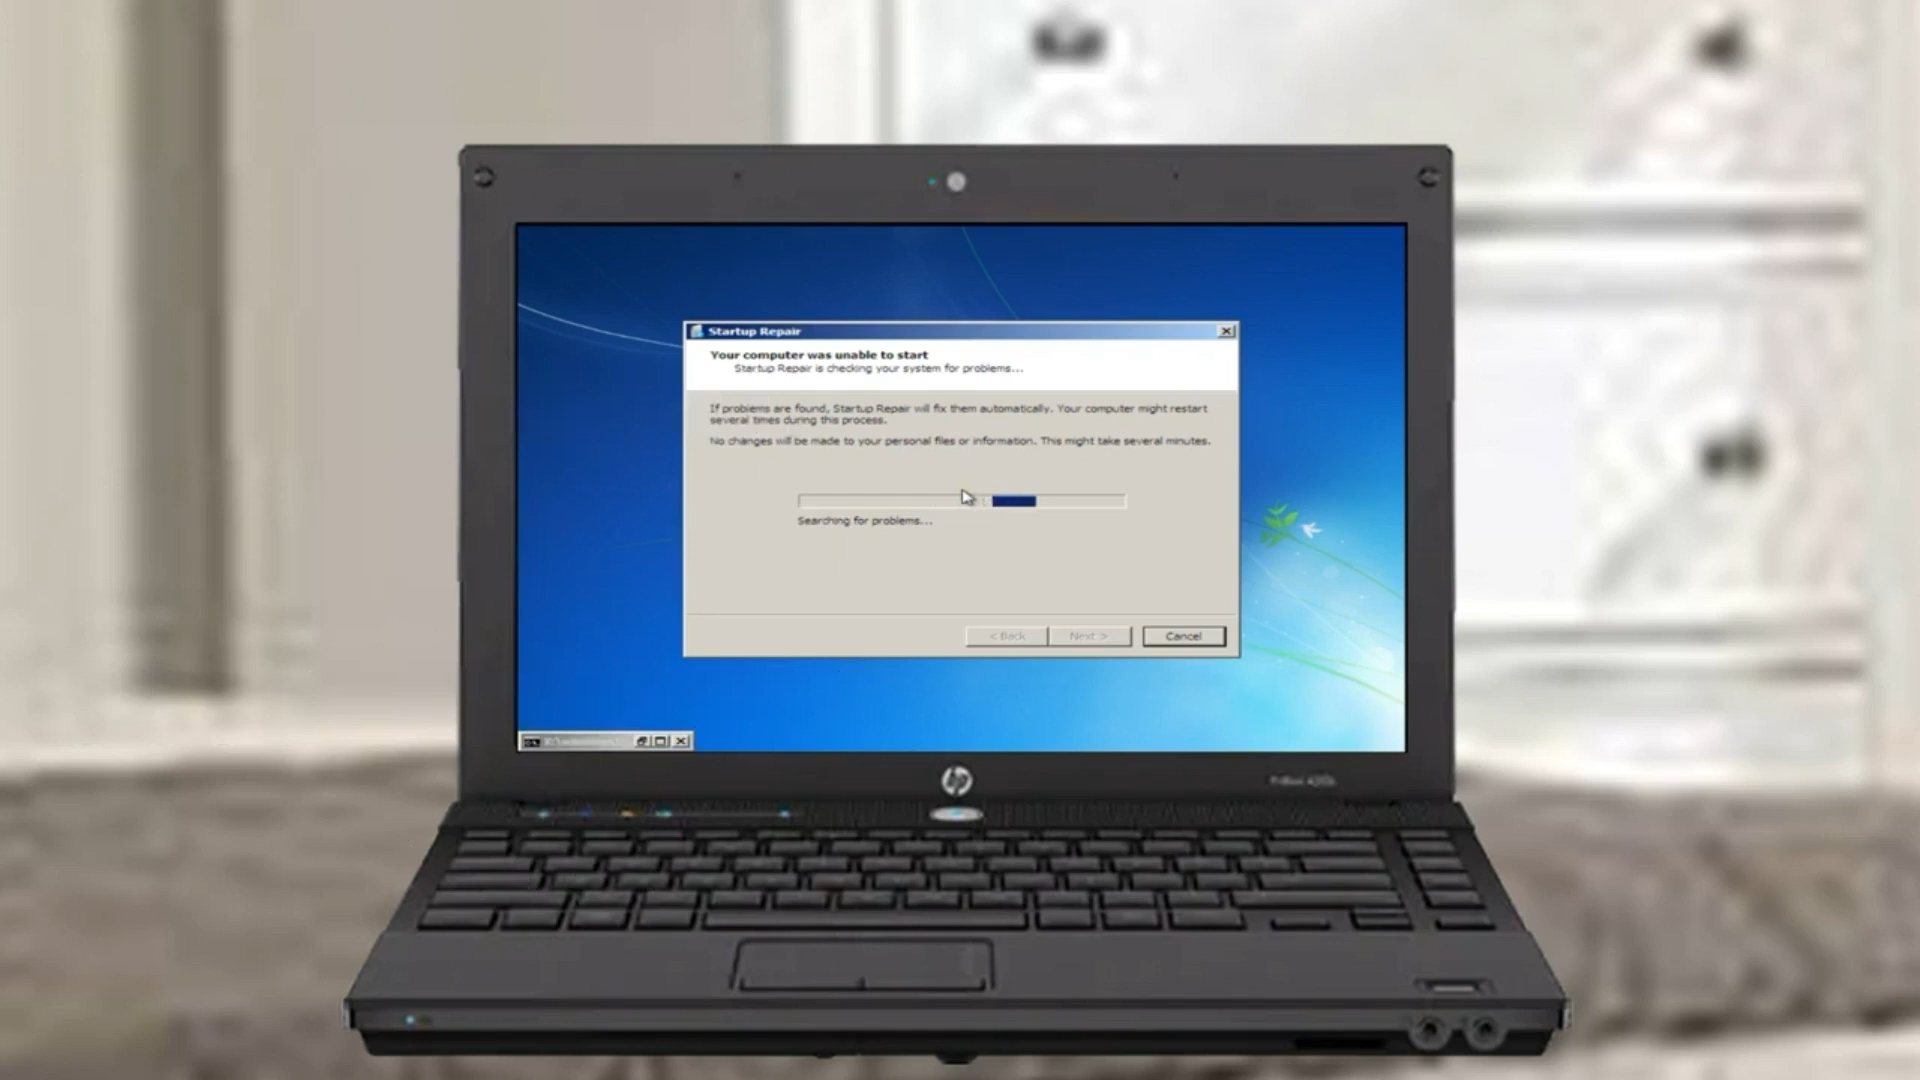 Startup Repair
Your computer was unable to start
Startup Repair is checking your system for problems...
If problems are found, Startup Repair will fix them automatically. Your computer might restart
several times during this process.
No changes will be made to your personal files or information. This might take several minutes.
Searching for problems...
< Back
Next >
Cancel
hp